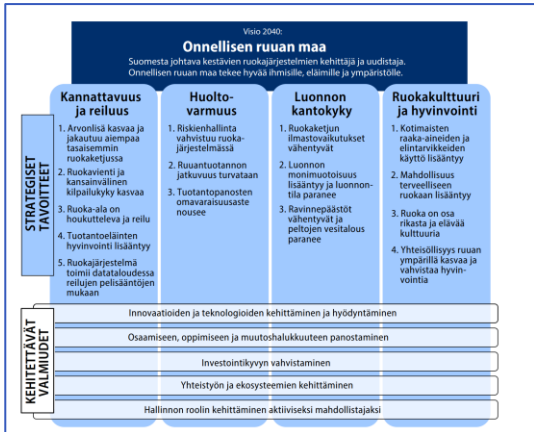 Visio 2040:
Onnellisen ruuan maa
Suomesta johtava kestävien ruokajärjestelmien kehittäjä ja uudistaja.
Onnellisen ruuan maa tekee hyvää ihmisille, eläimille ja ympäristölle.
STRATEGISET
TAVOITTEET
Kannattavuus
ja reiluus
1. Arvonlisä kasvaa ja
jakautuu aiempaa
tasaisemmin
ruokaketjussa
2. Ruokavienti ja
kansainvälinen
kilpailukyky kasvaa
3. Ruoka-ala on
houkutteleva ja reilu
4. Tuotantoeläinten
hyvinvointi lisääntyy
5. Ruokajärjestelmä
toimii datataloudessa
reilujen pelisääntöjen
mukaan
Huolto-
varmuus
1. Riskienhallinta
vahvistuu ruoka-
järjestelmässä
2. Ruuantuotannon
jatkuvuus turvataan
3. Tuotantopanosten
omavaraisuusaste
nousee
Luonnon
kantokyky
1. Ruokaketjun
ilmastovaikutukset
vähentyvät
2. Luonnon
monimuotoisuus
lisääntyy ja luonnon-
tila paranee
3. Ravinnepäästöt
vähentyvät ja
peltojen vesitalous
paranee
Ruokakulttuuri
ja hyvinvointi
1. Kotimaisten
raaka-aineiden ja
elintarvikkeiden
käyttö lisääntyy
2. Mahdollisuus
terveelliseen
ruokaan lisääntyy
3. Ruoka on osa
rikasta ja elävää
kulttuuria
4. Yhteisöllisyys ruuan
ympärillä kasvaa ja
vahvistaa hyvin-
vointia
KEHITETTÄVÄT
VALMIUDET
Innovaatioiden ja teknologioiden kehittäminen ja hyödyntäminen
Osaamiseen, oppimiseen ja muutoshalukkuuteen panostaminen
Investointikyvyn vahvistaminen
Yhteistyön ja ekosysteemien kehittäminen
Hallinnon roolin kehittäminen aktiiviseksi mahdollistajaksi